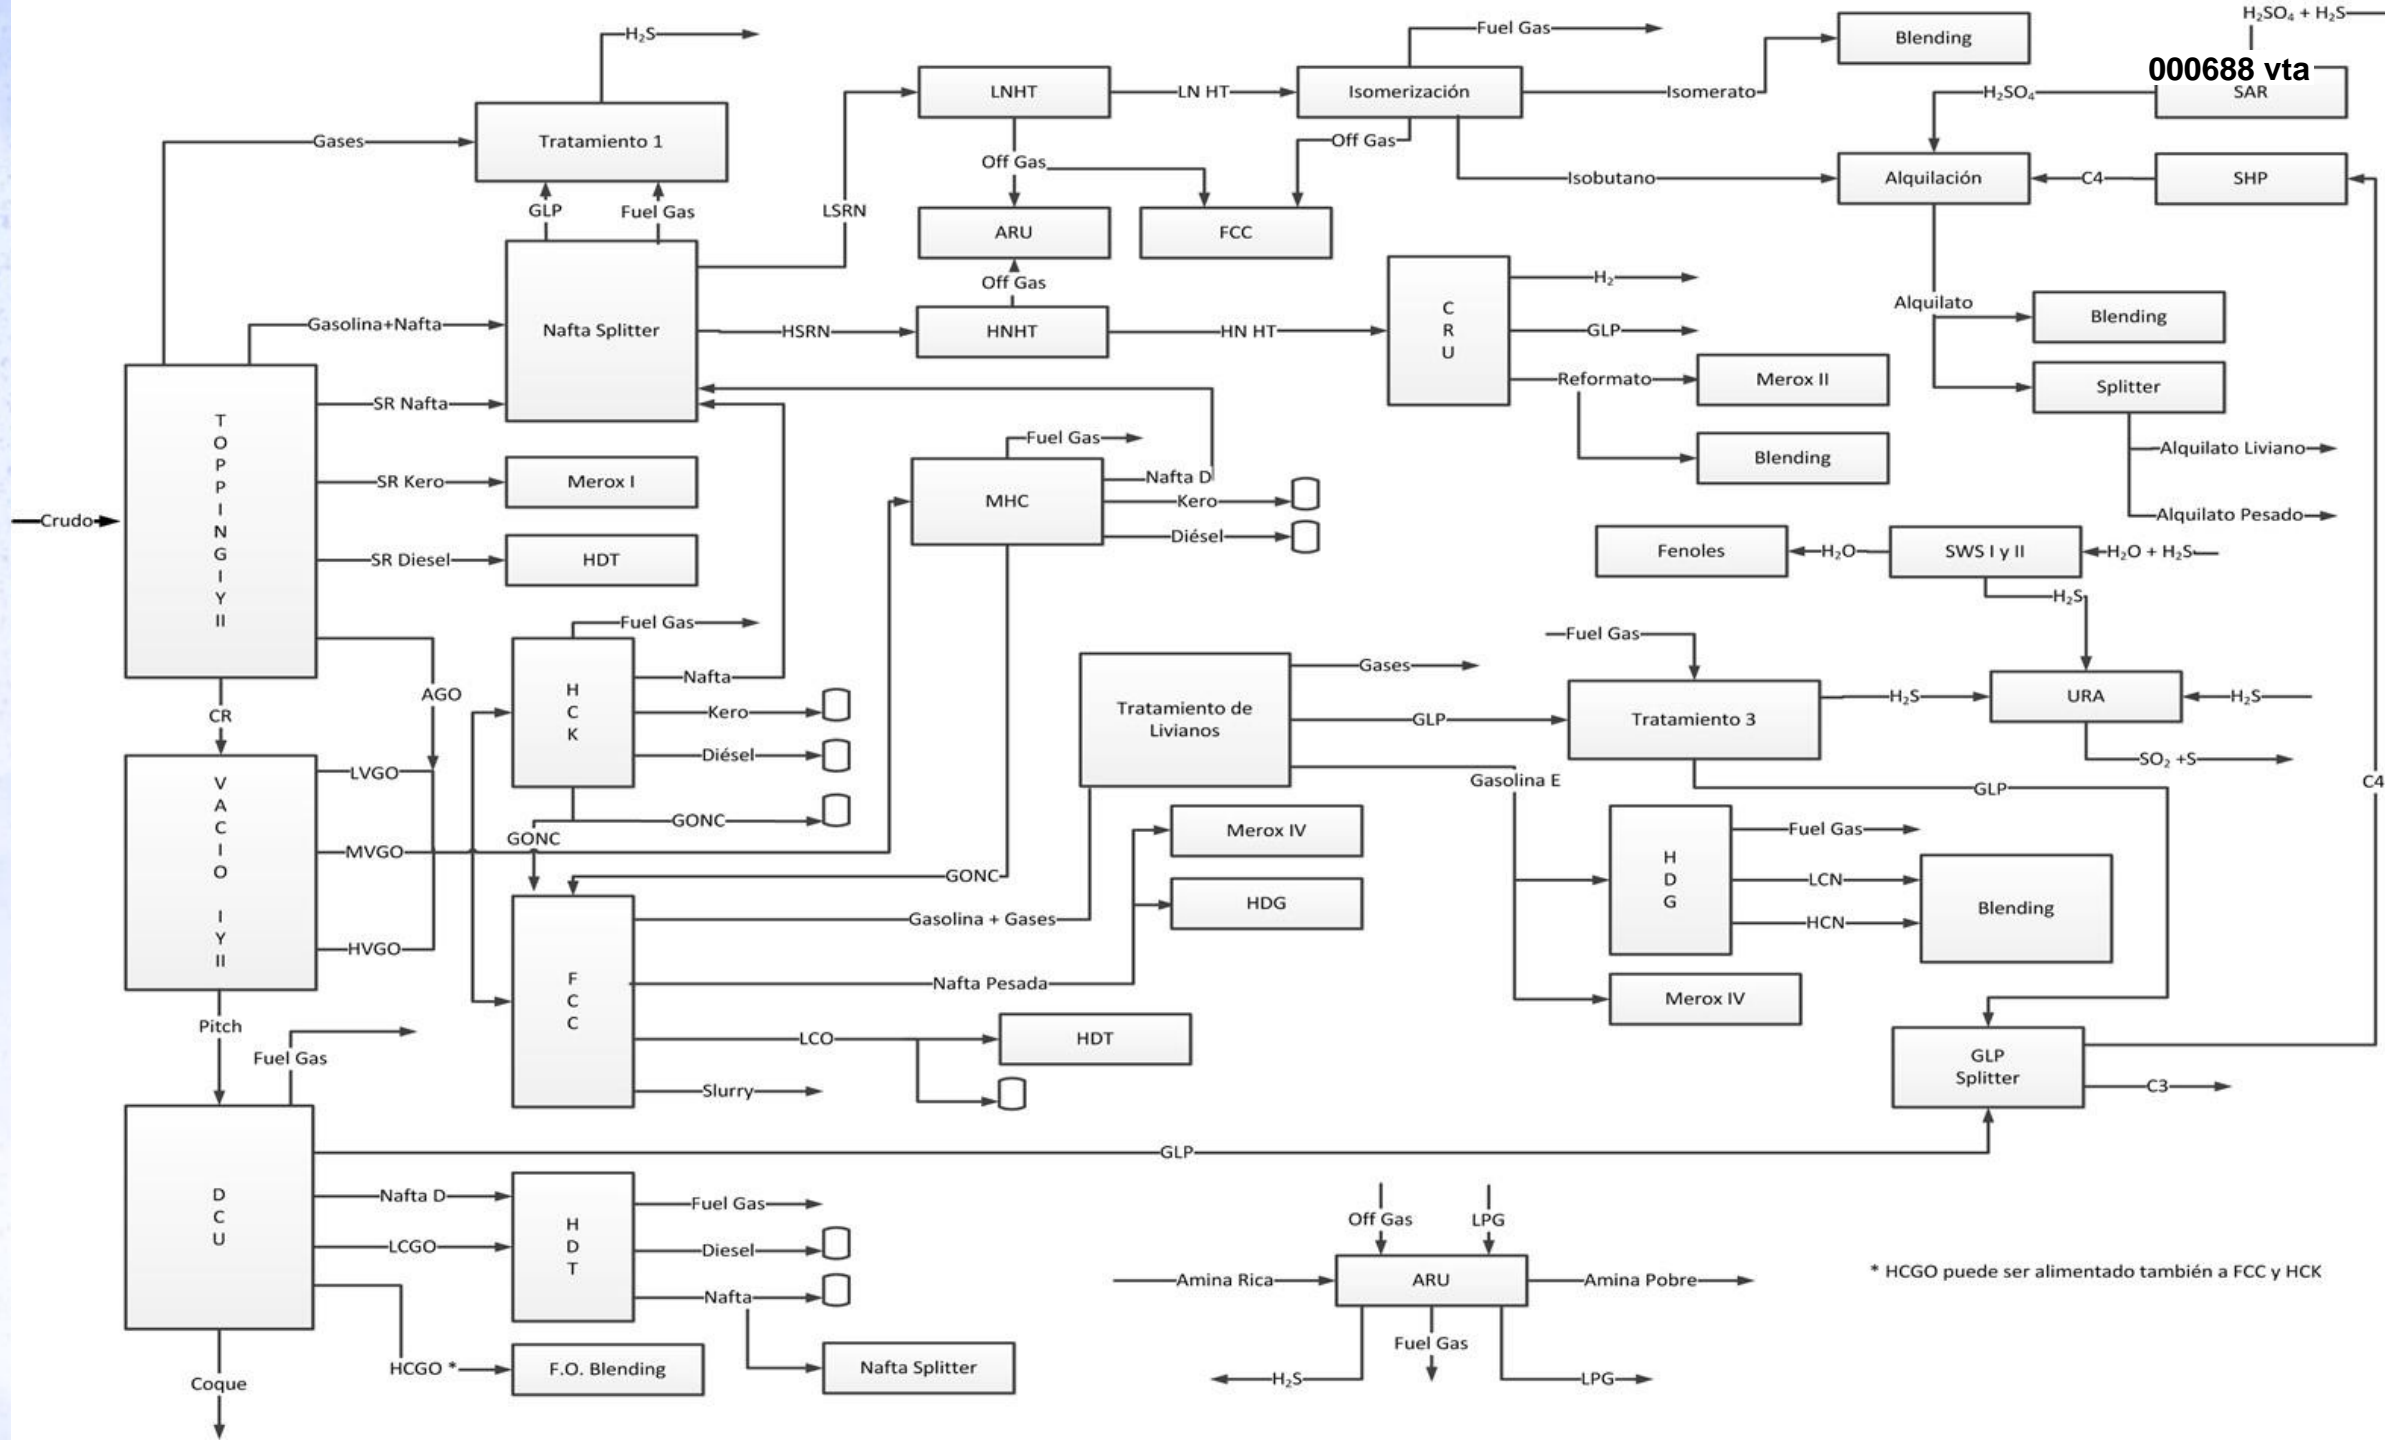 H₂SO₄ + H₂S
000688 vta
H₂S
Fuel Gas
Blending
LNHT
LN HT
Isomerización
Isomerato
H₂SO₄
SAR
Gases
Tratamiento 1
Off Gas
Off Gas
Isobutano
Alquilación
C4
SHP
GLP
Fuel Gas
LSRN
ARU
FCC
Off Gas
C
R
U
H₂
GLP
Reformato
Merox II
Blending
Alquilato
Blending
Splitter
Alquilato Liviano
Alquilato Pesado
Gasolina+Nafta
Nafta Splitter
HSRN
HNHT
HN HT
SR Nafta
T
O
P
P
I
N
G
I
Y
II
Crudo
SR Kero
Merox I
SR Diesel
HDT
Fuel Gas
MHC
Nafta D
Kero
Diésel
Fenoles
H₂O
SWS I y II
H₂O + H₂S
H₂S
Fuel Gas
H
C
K
Nafta
Kero
Diésel
GONC
GONC
AGO
CR
Tratamiento de
Livianos
Gases
GLP
Gasolina E
Fuel Gas
Tratamiento 3
H₂S
URA
H₂S
SO₂ +S
GLP
C4
V
A
C
I
O
I
Y
II
LVGO
MVGO
HVGO
GONC
Gasolina + Gases
Merox IV
HDG
H
D
G
Fuel Gas
LCN
HCN
Blending
Merox IV
F
C
C
Nafta Pesada
LCO
HDT
Slurry
Pitch
Fuel Gas
GLP
Splitter
C3
GLP
D
C
U
Nafta D
LCGO
H
D
T
Fuel Gas
Diesel
Nafta
HCGO *
F.O. Blending
Nafta Splitter
Coque
Off Gas
LPG
Amina Rica
ARU
Amina Pobre
Fuel Gas
H₂S
LPG
* HCGO puede ser alimentado también a FCC y HCK